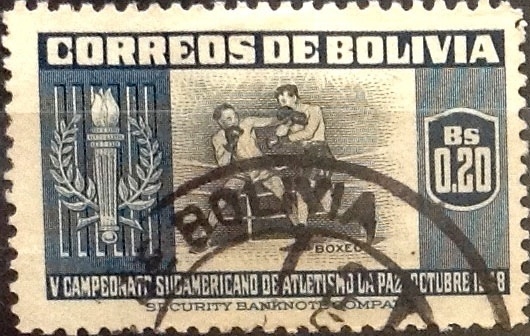 CORREOS DE BOLIVIA
Bs
0.20
BOXEO
V CAMPEONATO SUDAMERICANO DE ATLETISMO LA PAZ-OCTUBRE 1948
SECURITY BANKNOTE COMPANY
BOLIVIA